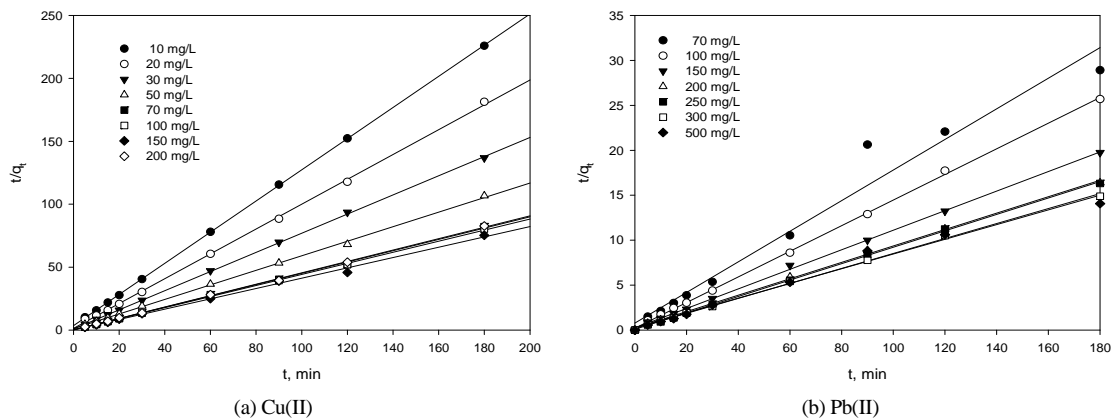 250
200
150
100
50
0
t/qt
10 mg/L
20 mg/L
30 mg/L
50 mg/L
70 mg/L
100 mg/L
150 mg/L
200 mg/L
0 20 40 60 80 100 120 140 160 180 200
t, min
(a) Cu(II)
35
30
25
20
15
10
5
0
t/qt
70 mg/L
100 mg/L
150 mg/L
200 mg/L
250 mg/L
300 mg/L
500 mg/L
0 20 40 60 80 100 120 140 160 180
t, min
(b) Pb(II)